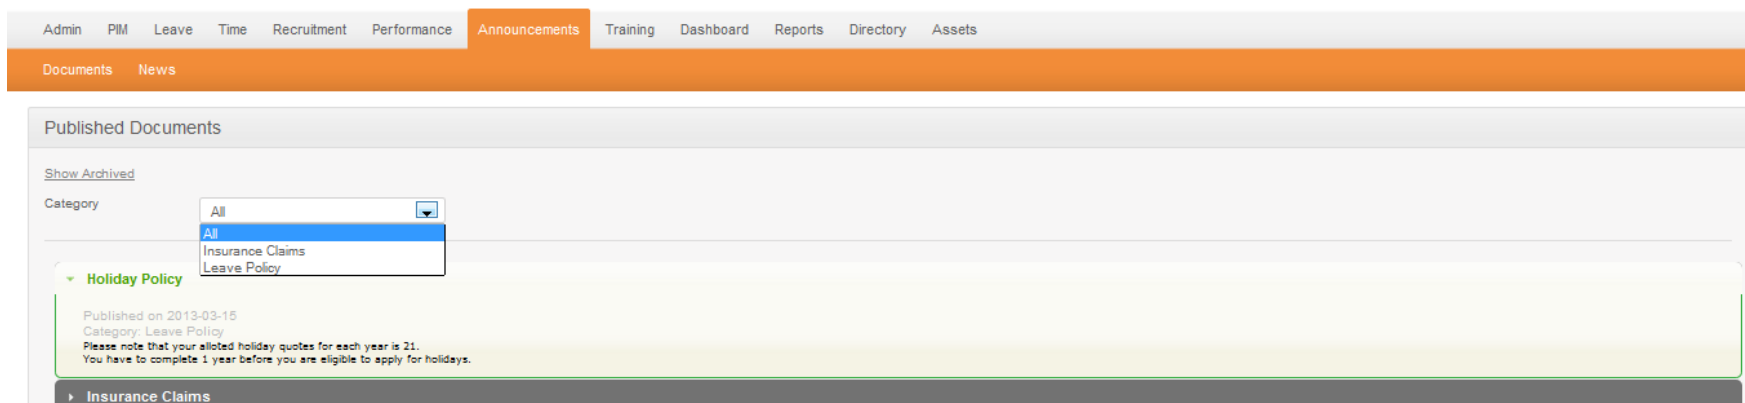 Admin PIM Leave Time Recruitment Performance Announcements Training Dashboard Reports Directory Assets
Documents News
Published Documents
Show Archived
Category
All
All
Insurance Claims
Leave Policy
Holiday Policy
Published on 2013-03-15
Category: Leave Policy
Please note that your alloted holiday quotes for each year is 21.
You have to complete 1 year before you are eligible to apply for holidays.
Insurance Claims